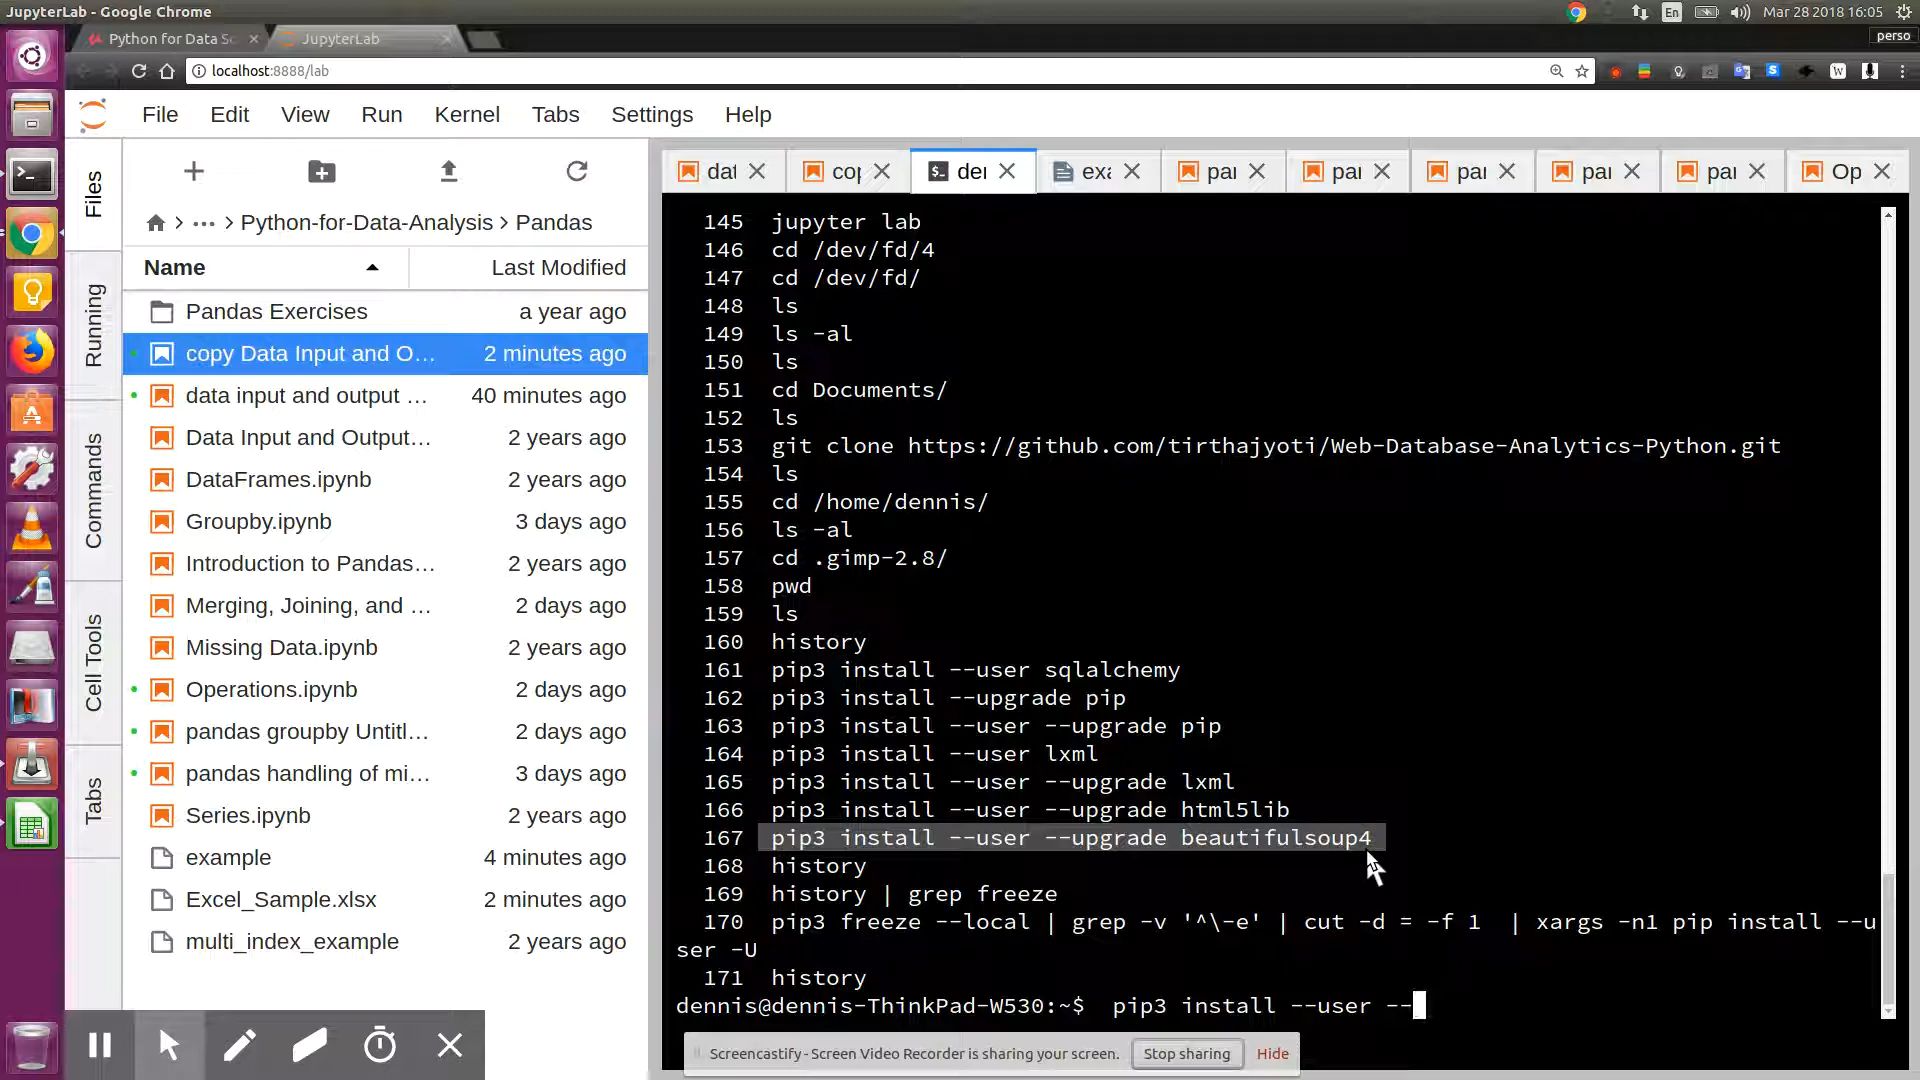 JupyterLab - Google Chrome
En
Mar 28 2018 16:05
Python for Data Sc
JupyterLab
perso
localhost:8888/lab
File Edit View Run Kernel Tabs Settings Help
Files
Running
Commands
Cell Tools
Tabs
Python-for-Data-Analysis > Pandas
Name Last Modified
Pandas Exercises a year ago
copy Data Input and O… 2 minutes ago
data input and output … 40 minutes ago
Data Input and Output… 2 years ago
DataFrames.ipynb 2 years ago
Groupby.ipynb 3 days ago
Introduction to Pandas… 2 years ago
Merging, Joining, and … 2 days ago
Missing Data.ipynb 2 years ago
Operations.ipynb 2 days ago
pandas groupby Untitl… 2 days ago
pandas handling of mi… 3 days ago
Series.ipynb 2 years ago
example 4 minutes ago
Excel_Sample.xlsx 2 minutes ago
multi_index_example 2 years ago
dat cop den exa pan pan pan pan pan Op
145 jupyter lab
146 cd /dev/fd/4
147 cd /dev/fd/
148 ls
149 ls -al
150 ls
151 cd Documents/
152 ls
153 git clone https://github.com/tirthajyoti/Web-Database-Analytics-Python.git
154 ls
155 cd /home/dennis/
156 ls -al
157 cd .gimp-2.8/
158 pwd
159 ls
160 history
161 pip3 install --user sqlalchemy
162 pip3 install --upgrade pip
163 pip3 install --user --upgrade pip
164 pip3 install --user lxml
165 pip3 install --user --upgrade lxml
166 pip3 install --user --upgrade html5lib
167 pip3 install --user --upgrade beautifulsoup4
168 history
169 history | grep freeze
170 pip3 freeze --local | grep -v '^\-e' | cut -d = -f 1  | xargs -n1 pip install --u
ser -U
171 history
dennis@dennis-ThinkPad-W530:~$  pip3 install --user --
Screencastify - Screen Video Recorder is sharing your screen. Stop sharing Hide